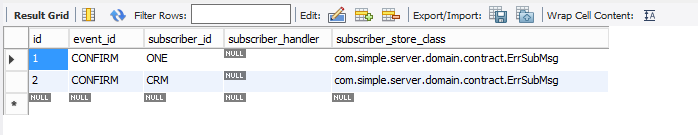 Result Grid Filter Rows: Edit: Export/Import: Wrap Cell Content: IA
id event_id subscriber_id subscriber_handler subscriber_store_class
1 CONFIRM ONE NULL com.simple.server.domain.contract.ErrSubMsg
2 CONFIRM CRM NULL com.simple.server.domain.contract.ErrSubMsg
* NULL NULL NULL NULL NULL